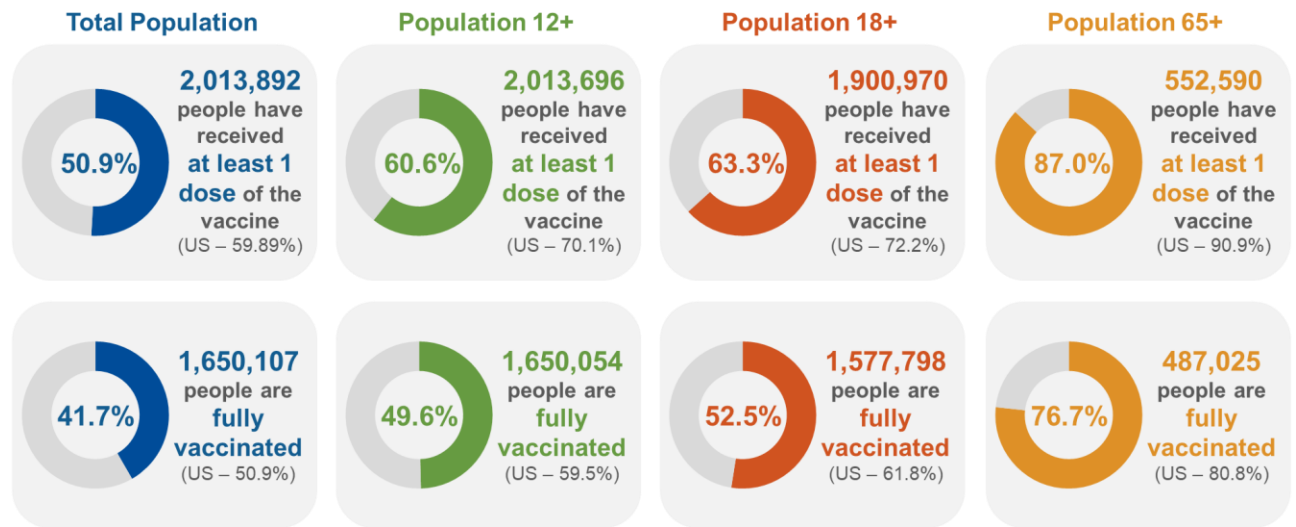 Total Population
50.9%
2,013,892
people have
received
at least 1
dose of the
vaccine
(US – 59.89%)
41.7%
1,650,107
people are
fully
vaccinated
(US – 50.9%)
Population 12+
60.6%
2,013,696
people have
received
at least 1
dose of the
vaccine
(US – 70.1%)
49.6%
1,650,054
people are
fully
vaccinated
(US – 59.5%)
Population 18+
63.3%
1,900,970
people have
received
at least 1
dose of the
vaccine
(US – 72.2%)
52.5%
1,577,798
people are
fully
vaccinated
(US – 61.8%)
Population 65+
87.0%
552,590
people have
received
at least 1
dose of the
vaccine
(US – 90.9%)
76.7%
487,025
people are
fully
vaccinated
(US – 80.8%)